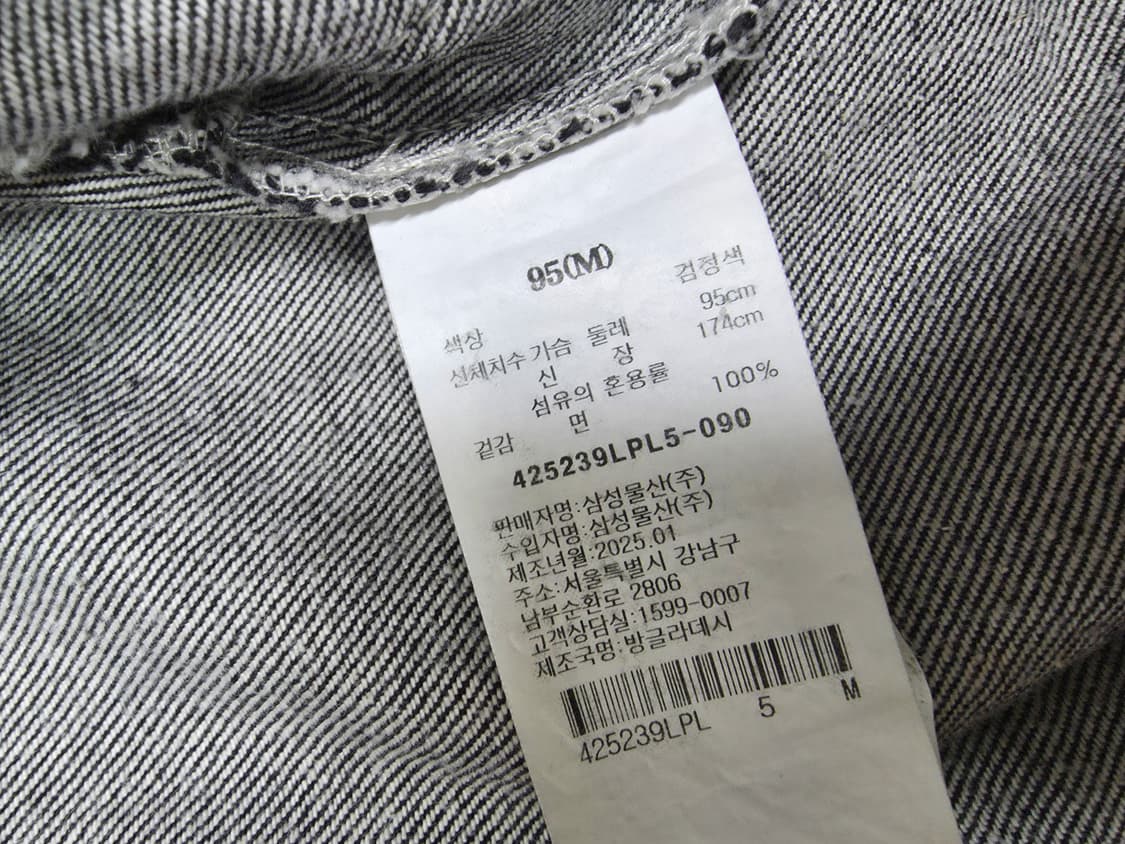 95(M)
색상 검정색
신체치수 가슴 둘레 95cm
신 장 174cm
섬유의 혼용률
겉감 면 100%
425239LPL5-090
판매자명:삼성물산(주)
수입자명:삼성물산(주)
제조년월:2025.01
주소:서울특별시 강남구
남부순환로 2806
고객상담실:1599-0007
제조국명:방글라데시
425239LPL 5 M